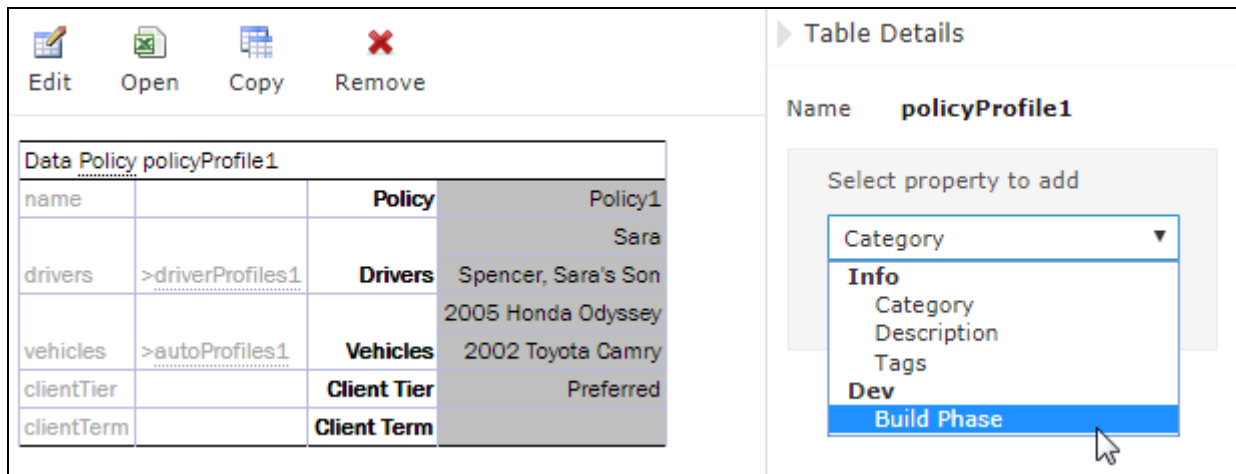 Edit Open Copy Remove
Data Policy policyProfile1
name Policy Policy1
Sara
drivers >driverProfiles1 Drivers Spencer, Sara's Son
2005 Honda Odyssey
vehicles >autoProfiles1 Vehicles 2002 Toyota Camry
clientTier Client Tier Preferred
clientTerm Client Term
Table Details
Name policyProfile1
Select property to add
Category
Info
Category
Description
Tags
Dev
Build Phase